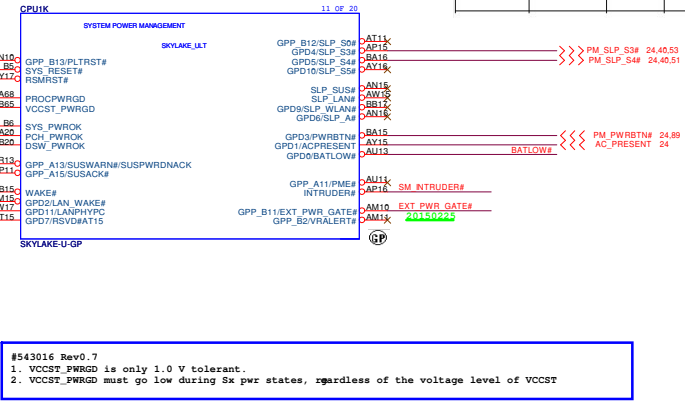 CPU1K
11 OF 20
SYSTEM POWER MANAGEMENT
SKYLAKE_ULT
GPP_B13/PLTRST#
SYS_RESET#
RSMRST#
PROCPWRGD
VCCST_PWRGD
SYS_PWROK
PCH_PWROK
DSW_PWROK
GPP_A13/SUSWARN#/SUSPWRDNACK
GPP_A15/SUSACK#
WAKE#
GPD2/LAN_WAKE#
GPD11/LANPHYPC
GPD7/RSVD#AT15
GPP_B12/SLP_S0# AT11
GPD4/SLP_S3# AP15 PM_SLP_S3# 24,40,53
GPD5/SLP_S4# BA16 PM_SLP_S4# 24,40,51
GPD10/SLP_S5# AY16
SLP_SUS# AN15
SLP_LAN# AW15
GPD9/SLP_WLAN# BB17
GPD6/SLP_A# AN16
GPD3/PWRBTN# BA15 PM_PWRBTN# 24,89
GPD1/ACPRESENT AY15 AC_PRESENT 24
GPD0/BATLOW# AU13 BATLOW#
GPP_A11/PME# AU11
INTRUDER# AP16 SM_INTRUDER#
GPP_B11/EXT_PWR_GATE# AM10 EXT_PWR_GATE#
GPP_B2/VRALERT# AM11 20150225
SKYLAKE-U-GP
GP
#543016 Rev0.7
1. VCCST_PWRGD is only 1.0 V tolerant.
2. VCCST_PWRGD must go low during Sx pwr states, regardless of the voltage level of VCCST